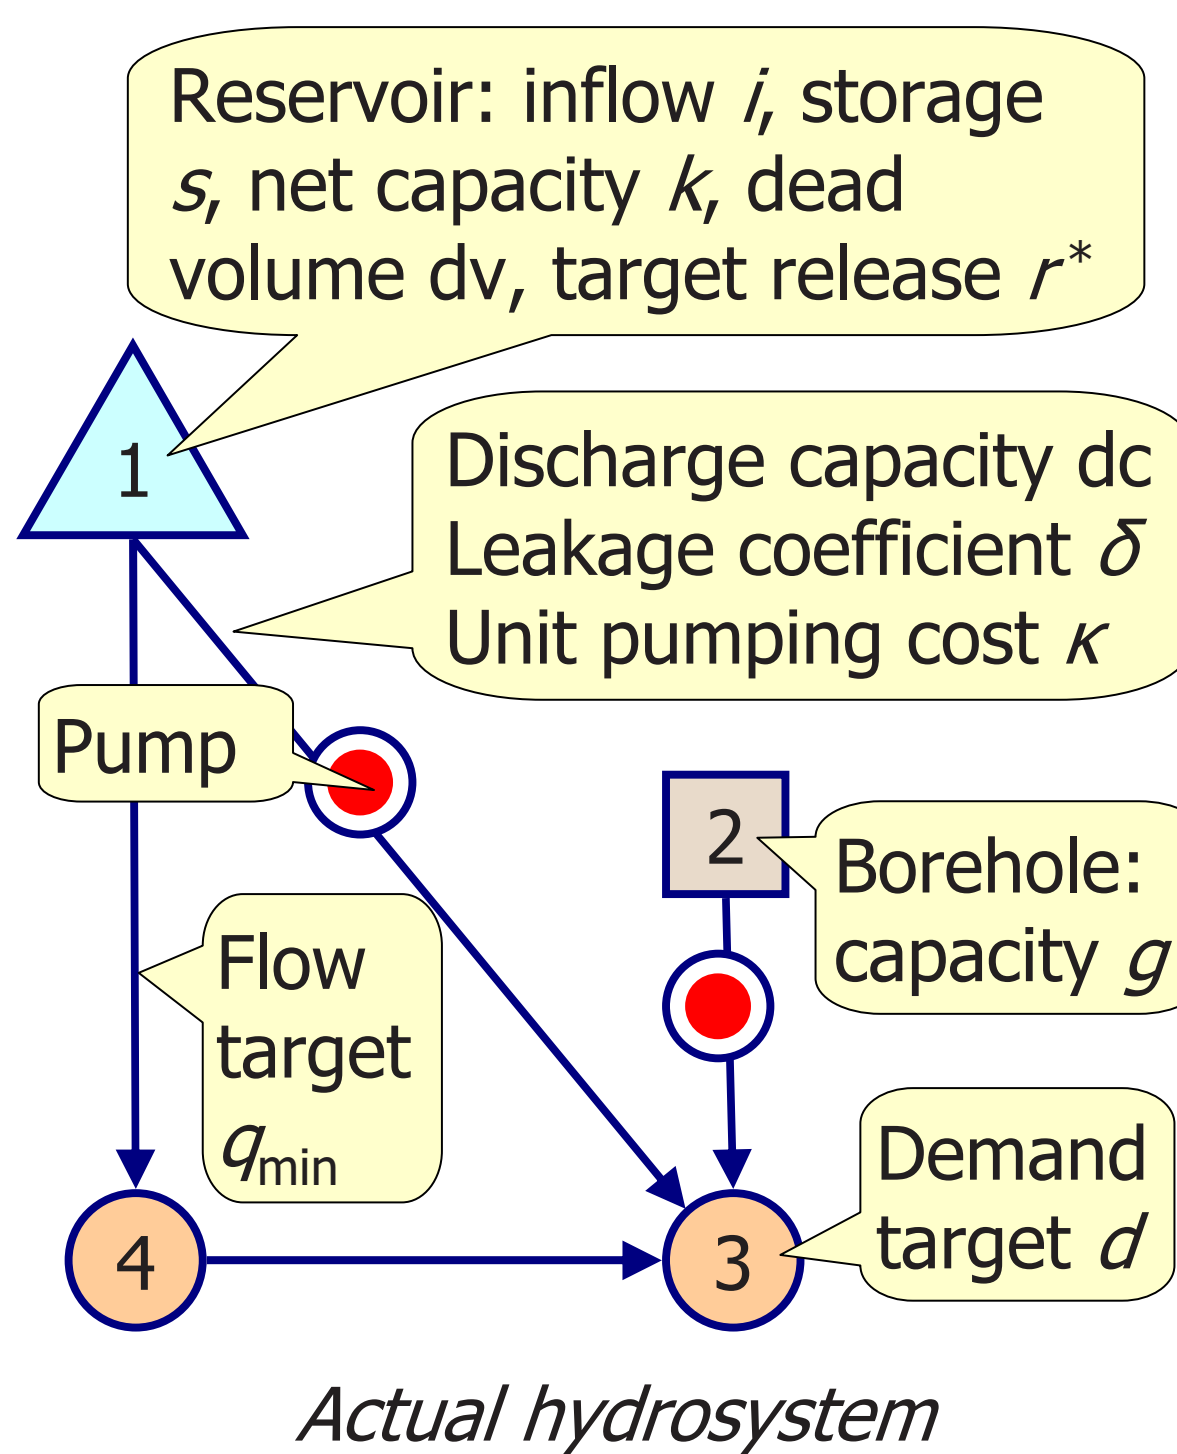 Reservoir: inflow i, storage
s, net capacity k, dead
volume dv, target release r*
1
Discharge capacity dc
Leakage coefficient δ
Unit pumping cost κ
Pump
2
Borehole:
capacity g
Flow
target
qmin
Demand
target d
4
3
Actual hydrosystem